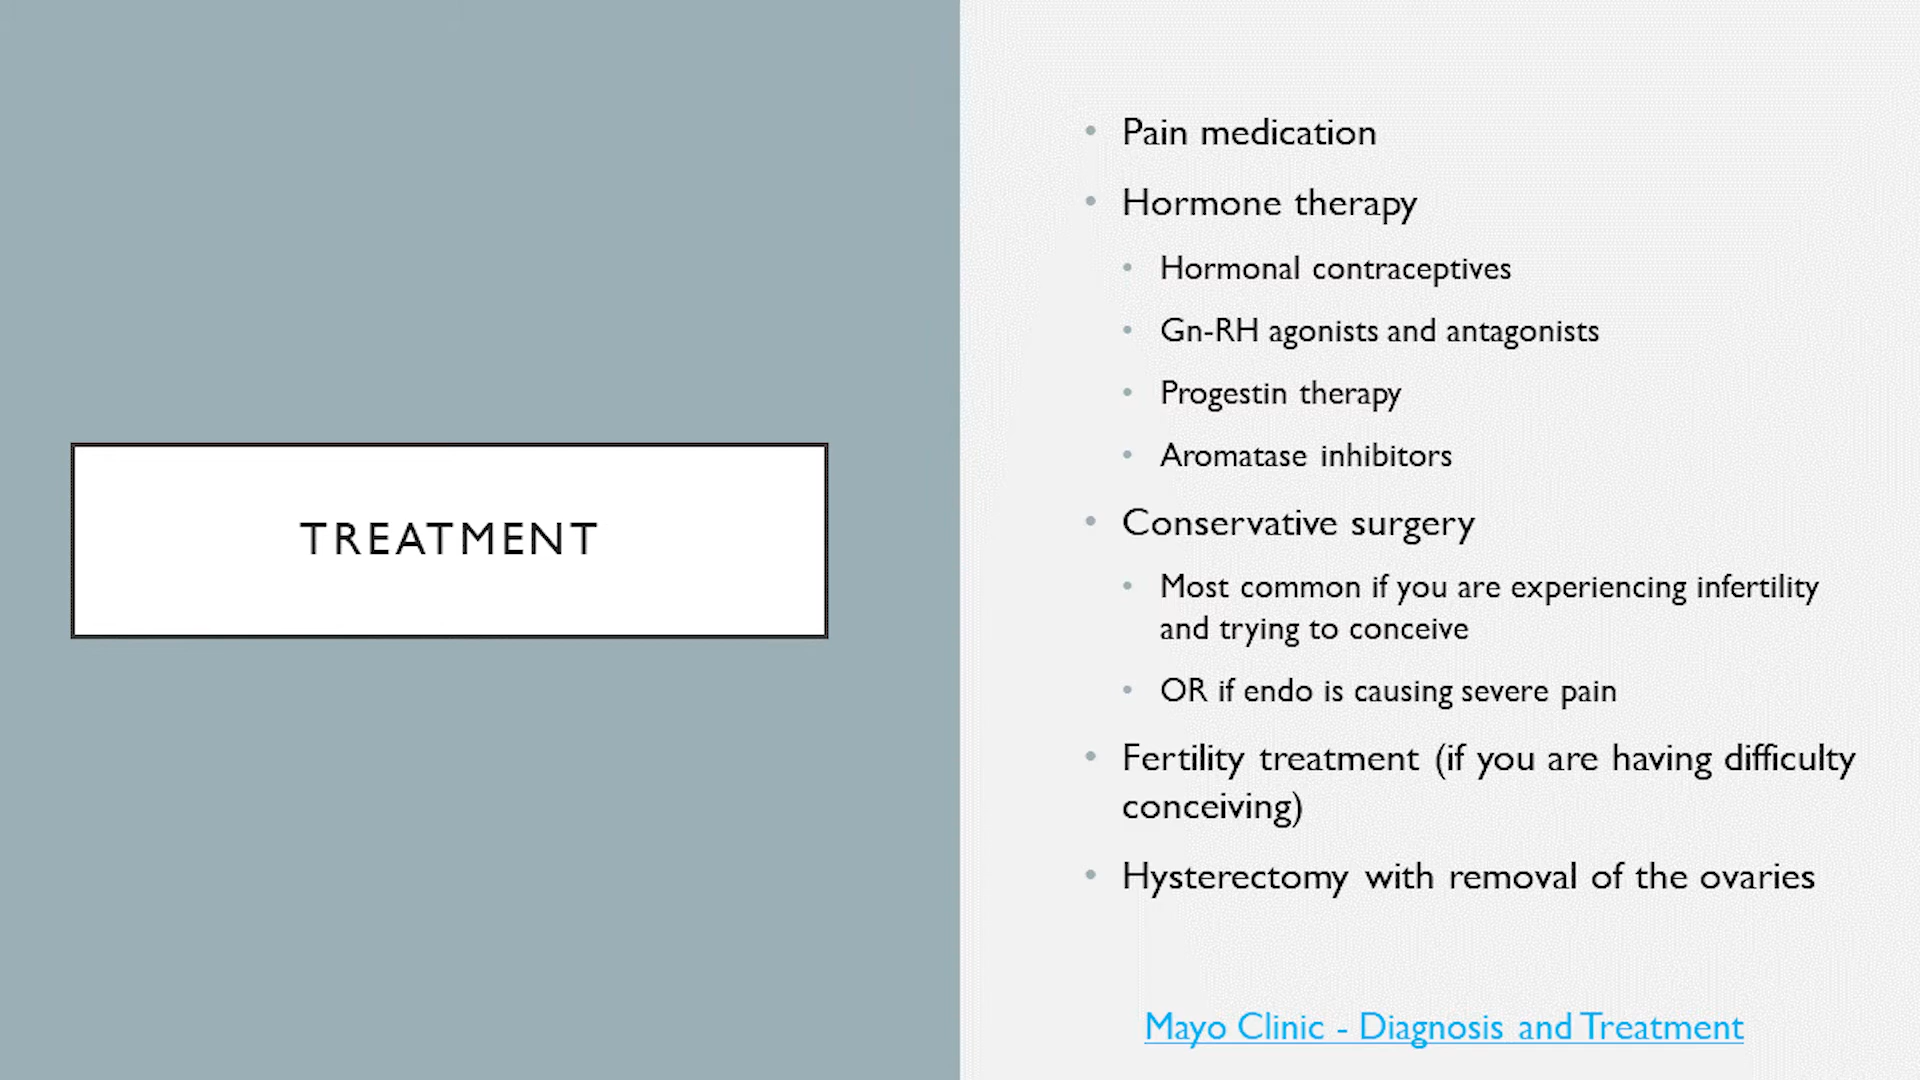 TREATMENT
• Pain medication
• Hormone therapy
• Hormonal contraceptives
• Gn-RH agonists and antagonists
• Progestin therapy
• Aromatase inhibitors
• Conservative surgery
• Most common if you are experiencing infertility
and trying to conceive
• OR if endo is causing severe pain
• Fertility treatment (if you are having difficulty
conceiving)
• Hysterectomy with removal of the ovaries
Mayo Clinic - Diagnosis and Treatment